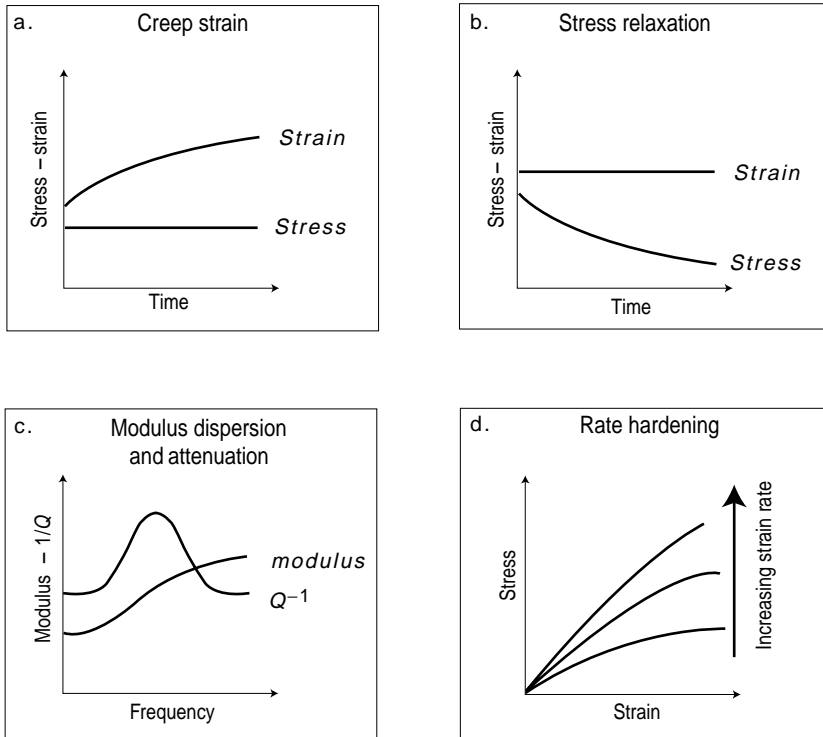 a.
Creep strain
Stress – strain
Strain
Stress
Time
b.
Stress relaxation
Stress – strain
Strain
Stress
Time
c.
Modulus dispersion
and attenuation
Modulus – 1/Q
modulus
Q⁻¹
Frequency
d.
Rate hardening
Stress
Increasing strain rate
Strain